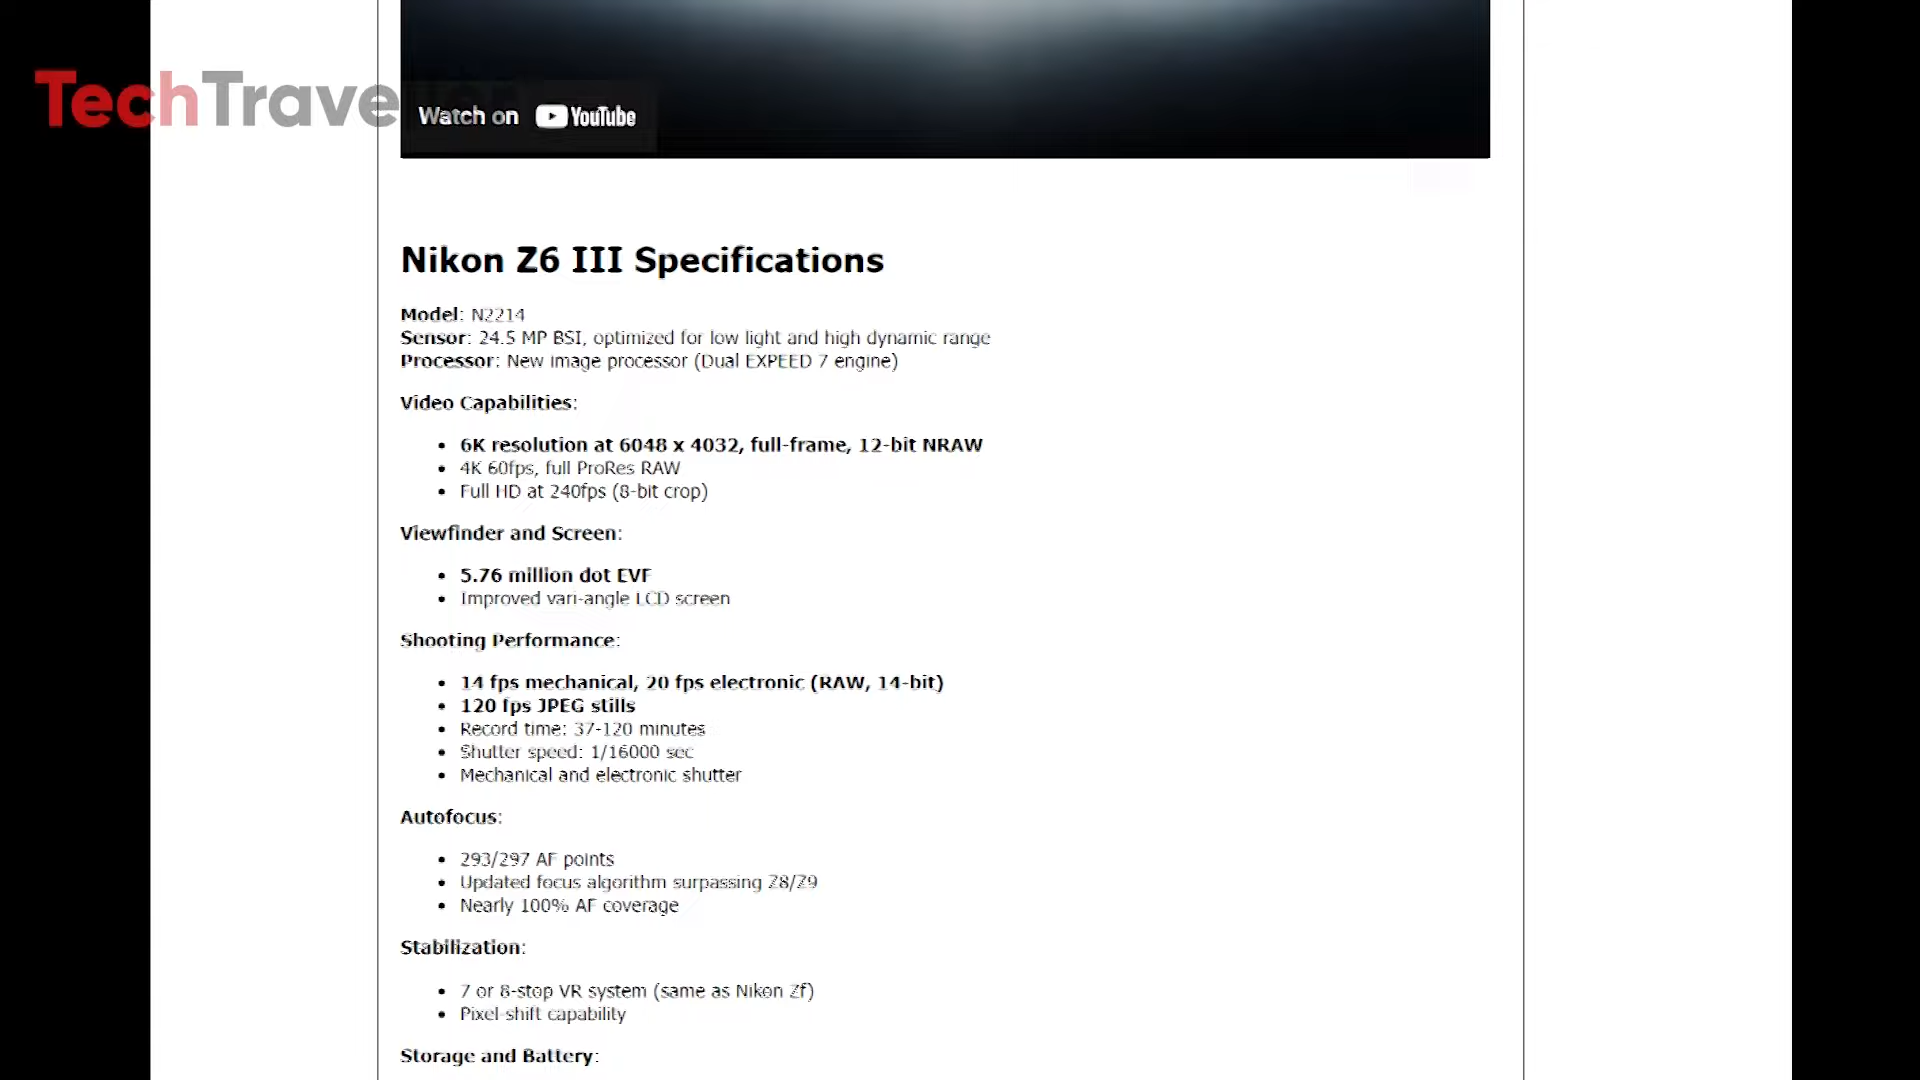 TechTraveller
Watch on YouTube
Nikon Z6 III Specifications
Model: N2214
Sensor: 24.5 MP BSI, optimized for low light and high dynamic range
Processor: New image processor (Dual EXPEED 7 engine)
Video Capabilities:
• 6K resolution at 6048 x 4032, full-frame, 12-bit NRAW
• 4K 60fps, full ProRes RAW
• Full HD at 240fps (8-bit crop)
Viewfinder and Screen:
• 5.76 million dot EVF
• Improved vari-angle LCD screen
Shooting Performance:
• 14 fps mechanical, 20 fps electronic (RAW, 14-bit)
• 120 fps JPEG stills
• Record time: 37-120 minutes
• Shutter speed: 1/16000 sec
• Mechanical and electronic shutter
Autofocus:
• 293/297 AF points
• Updated focus algorithm surpassing Z8/Z9
• Nearly 100% AF coverage
Stabilization:
• 7 or 8-stop VR system (same as Nikon Zf)
• Pixel-shift capability
Storage and Battery: